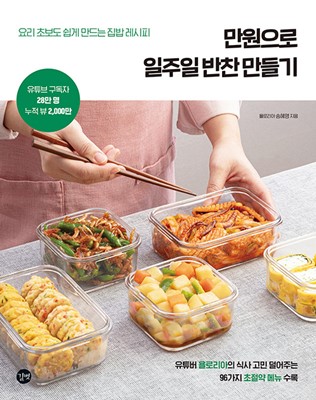 요리 초보도 쉽게 만드는 집밥 레시피
만원으로
일주일 반찬 만들기
유튜브 구독자
28만 명
누적 뷰 2,000만
욜로리아 송혜영 지음
유튜버 욜로리아의 식사 고민 덜어주는
96가지 초절약 메뉴 수록
길벗